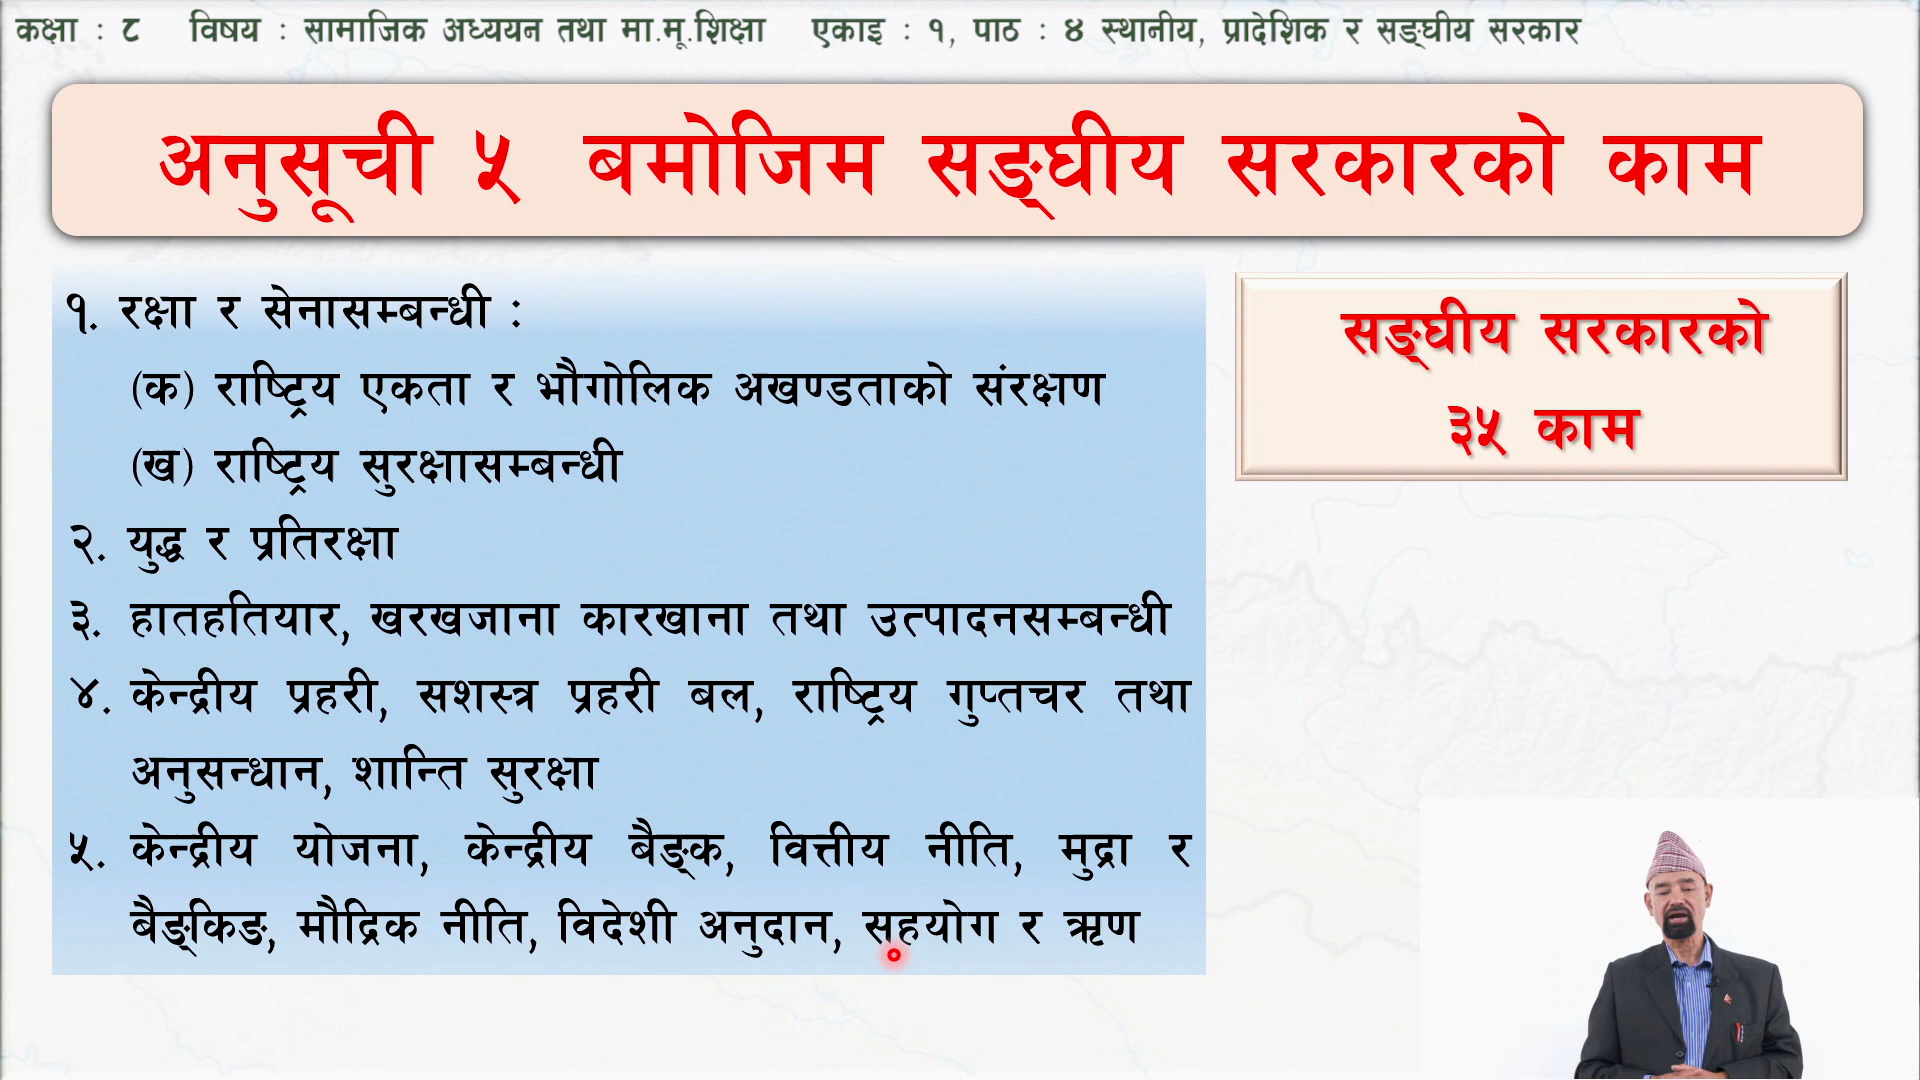 कक्षा : ८ विषय : सामाजिक अध्ययन तथा मा.मू.शिक्षा एकाइ : १, पाठ : ४ स्थानीय, प्रादेशिक र सङ्घीय सरकार
अनुसूची ५ बमोजिम सङ्घीय सरकारको काम
१. रक्षा र सेनासम्बन्धी :
(क) राष्ट्रिय एकता र भौगोलिक अखण्डताको संरक्षण
(ख) राष्ट्रिय सुरक्षासम्बन्धी
२. युद्ध र प्रतिरक्षा
३. हातहतियार, खरखजाना कारखाना तथा उत्पादनसम्बन्धी
४. केन्द्रीय प्रहरी, सशस्त्र प्रहरी बल, राष्ट्रिय गुप्तचर तथा
अनुसन्धान, शान्ति सुरक्षा
५. केन्द्रीय योजना, केन्द्रीय बैङ्क, वित्तीय नीति, मुद्रा र
बैङ्किङ, मौद्रिक नीति, विदेशी अनुदान, सहयोग र ऋण
सङ्घीय सरकारको
३५ काम